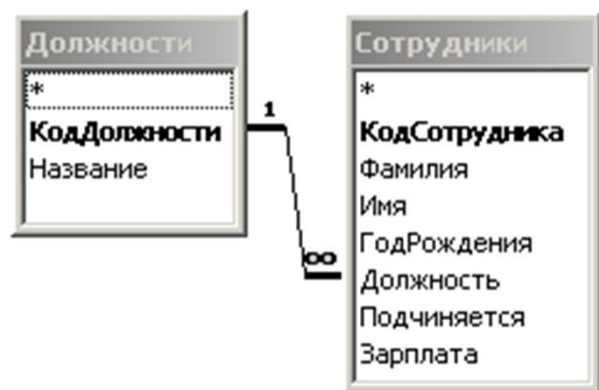 Должности
*
КодДолжности
Название
1
∞
Сотрудники
*
КодСотрудника
Фамилия
Имя
ГодРождения
Должность
Подчиняется
Зарплата